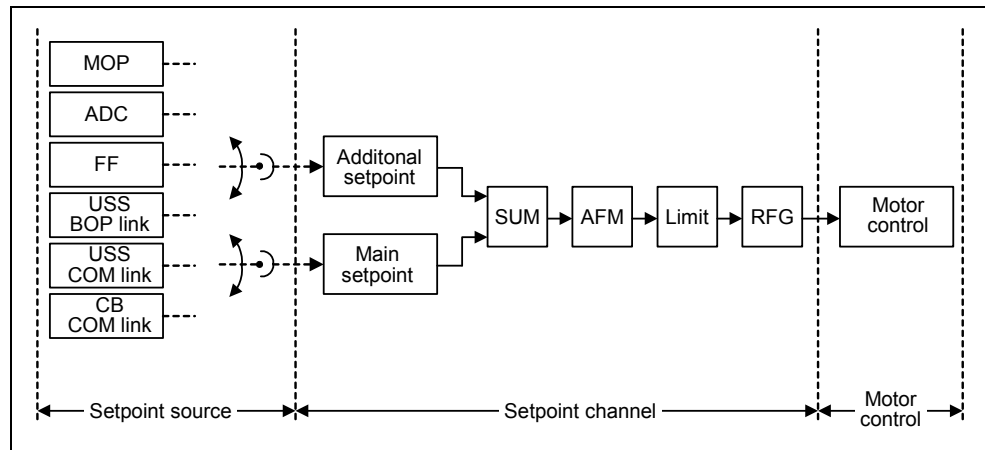 MOP
ADC
FF
USS
BOP link
USS
COM link
CB
COM link
Additonal
setpoint
Main
setpoint
SUM
AFM
Limit
RFG
Motor
control
Setpoint source
Setpoint channel
Motor
control